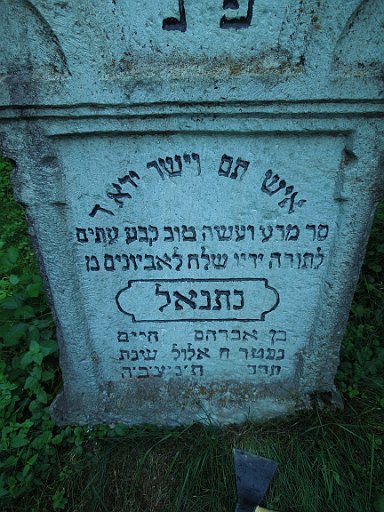 פ נ
איש תם וישר ירא ד
סר מרע ועשה טוב קבע עתים
לתורה ידיו שלח לאביונים מ
נתנאל
בן אברהם חיים
נפטר ח אלול שנת
תרד ת׳נ׳צ׳ב׳ה